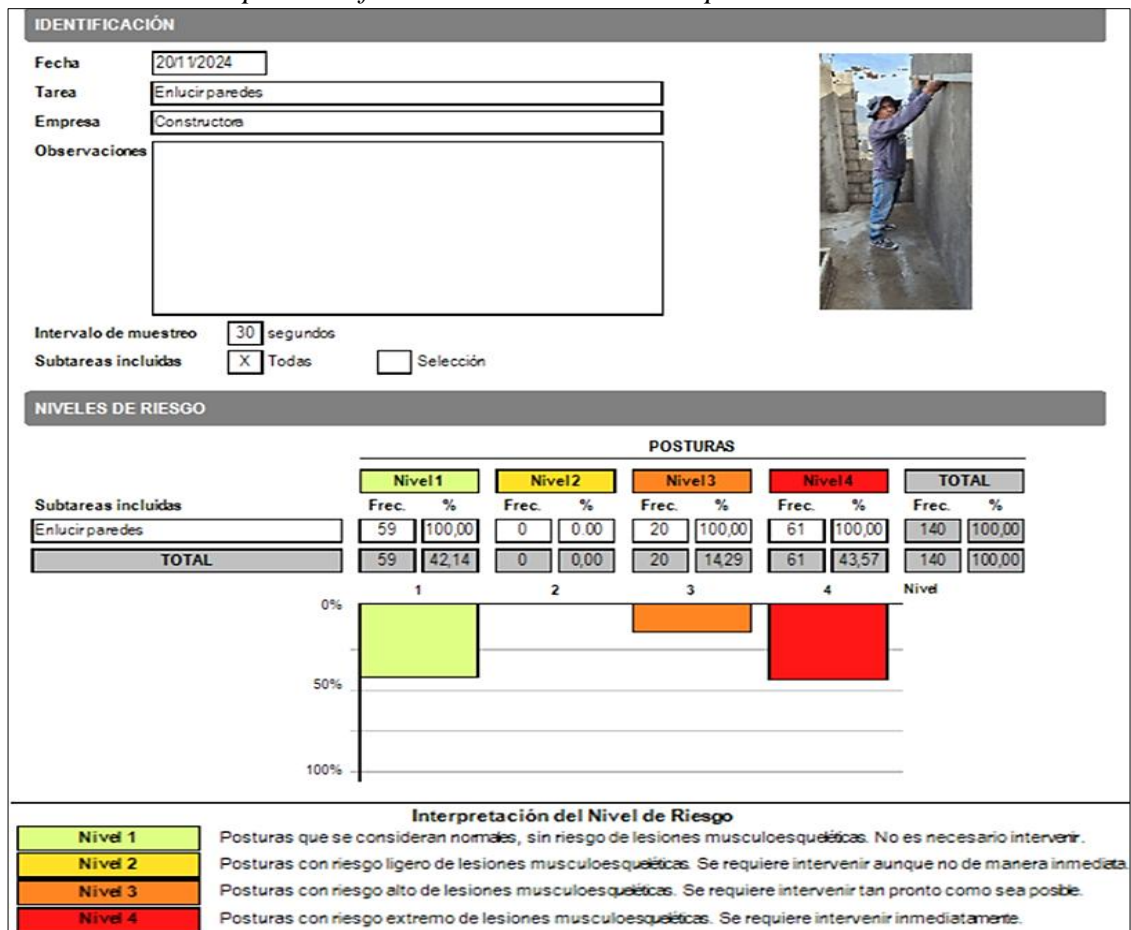 IDENTIFICACIÓN
Fecha 20/11/2024
Tarea Enlucir paredes
Empresa Constructora
Observaciones
Intervalo de muestreo 30 segundos
Subtareas incluidas X Todas Selección
NIVELES DE RIESGO
POSTURAS
Nivel 1 Nivel 2 Nivel 3 Nivel 4 TOTAL
Subtareas incluidas Frec. % Frec. % Frec. % Frec. % Frec. %
Enlucir paredes 59 100,00 0 0.00 20 100,00 61 100,00 140 100,00
TOTAL 59 42,14 0 0,00 20 14,29 61 43,57 140 100,00
1 2 3 4 Nivel
0%
50%
100%
Interpretación del Nivel de Riesgo
Nivel 1 Posturas que se consideran normales, sin riesgo de lesiones musculoesqueléticas. No es necesario intervenir.
Nivel 2 Posturas con riesgo ligero de lesiones musculoesqueléticas. Se requiere intervenir aunque no de manera inmediata.
Nivel 3 Posturas con riesgo alto de lesiones musculoesqueléticas. Se requiere intervenir tan pronto como sea posible.
Nivel 4 Posturas con riesgo extremo de lesiones musculoesqueléticas. Se requiere intervenir inmediatamente.